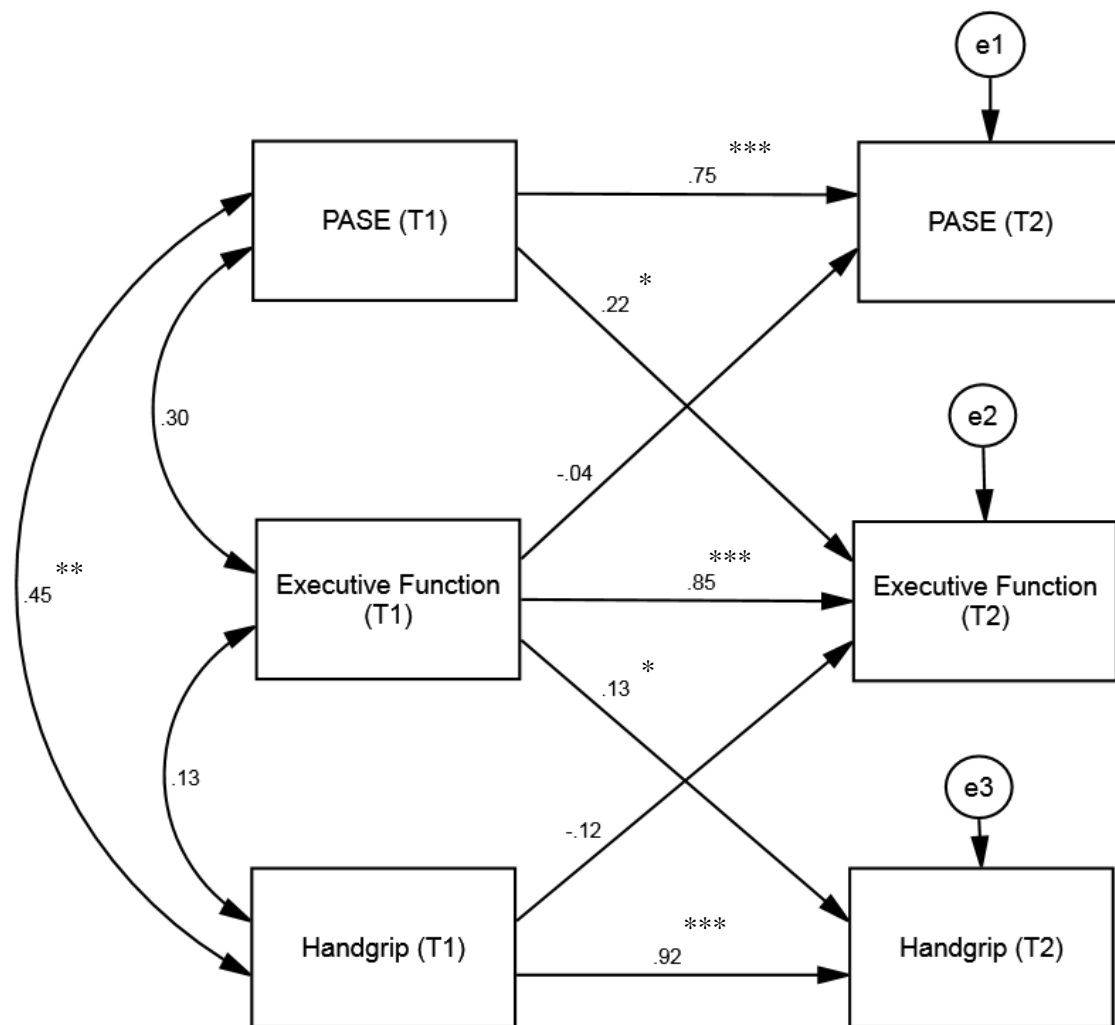 e1
***
.75
PASE (T1)
PASE (T2)
*
.22
.30
e2
-.04
**
.45
***
.85
Executive Function
(T1)
Executive Function
(T2)
*
.13
.13
e3
-.12
***
.92
Handgrip (T1)
Handgrip (T2)